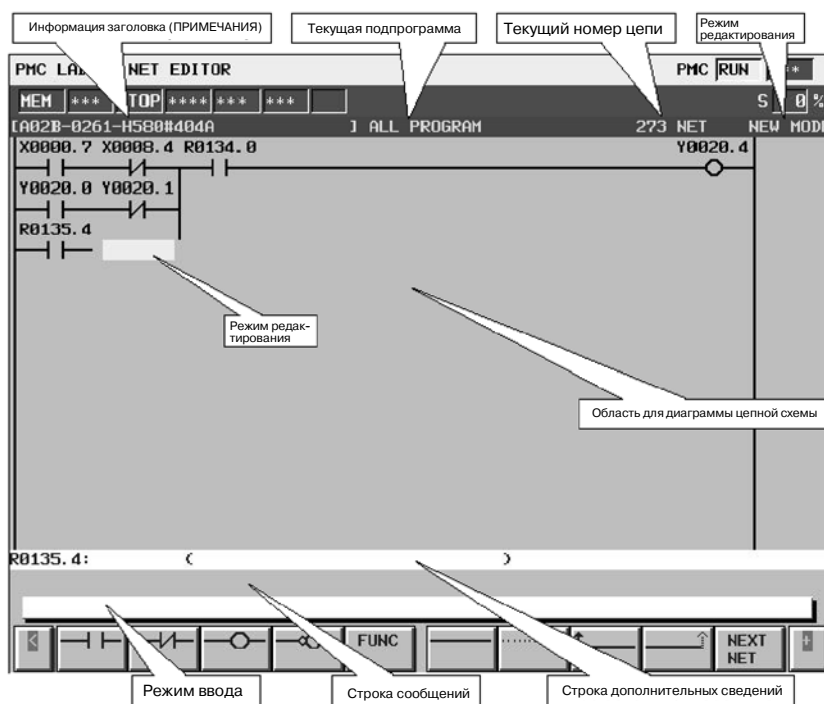 Информация заголовка (ПРИМЕЧАНИЯ)
Текущая подпрограмма
Текущий номер цепи
Режим
редактирования
PMC NET EDITOR
PMC RUN
MEM *** TOP **** *** *** S 0 %
[A02B-0261-H580#404A ] ALL PROGRAM 273 NET NEW MODE
X0000.7 X0008.4 R0134.0 Y0020.4
Y0020.0 Y0020.1
R0135.4
Режим редак-
тирования
Область для диаграммы цепной схемы
R0135.4: ( )
< FUNC NEXT +
NET
Режим ввода
Строка сообщений
Строка дополнительных сведений